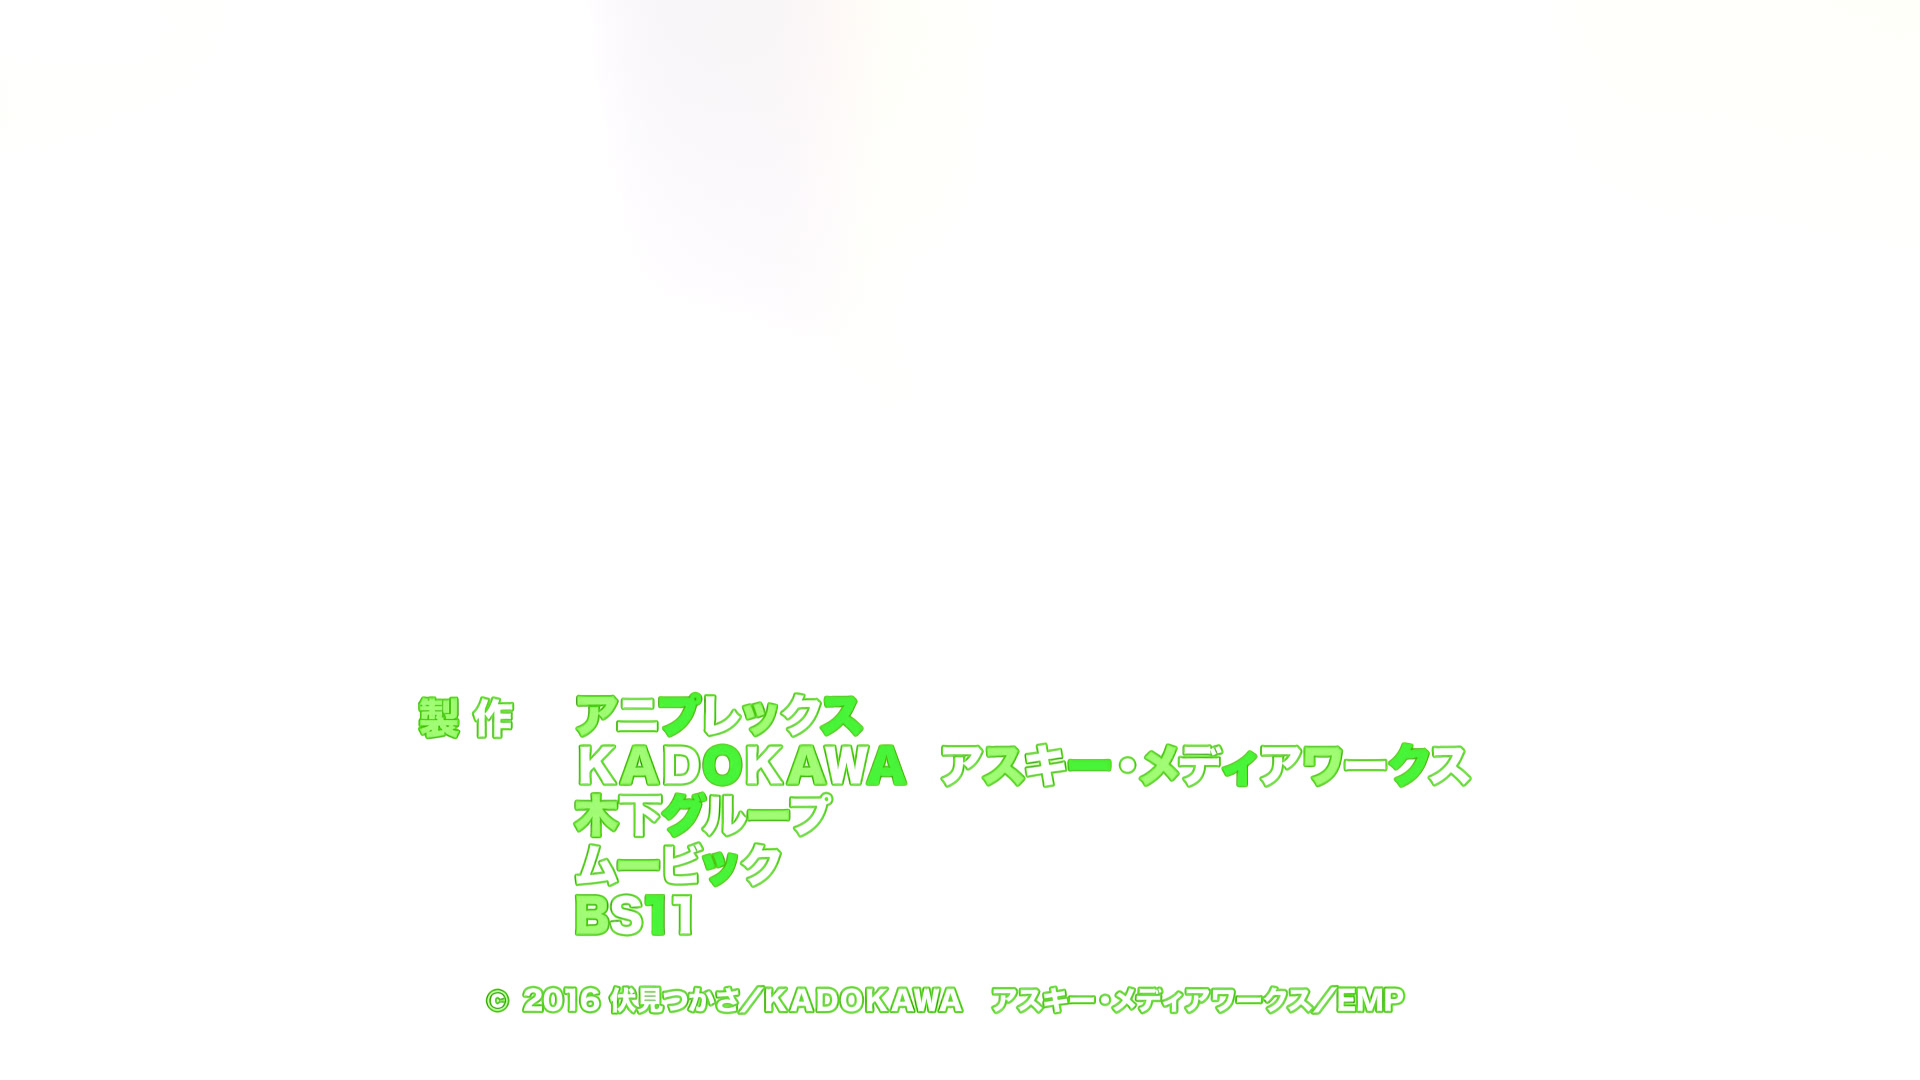 製作 アニプレックス
KADOKAWA アスキー・メディアワークス
木下グループ
ムービック
BS11
© 2016 伏見つかさ/KADOKAWA アスキー・メディアワークス/EMP